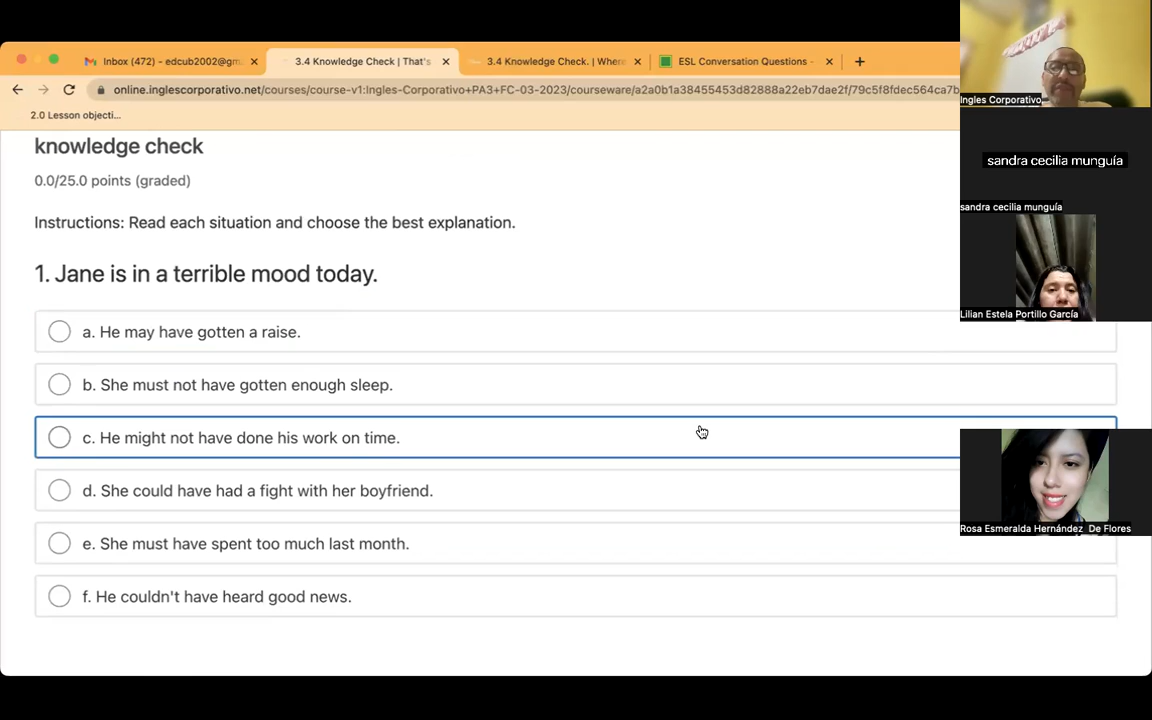 Inbox (472) - edcub2002@gm
3.4 Knowledge Check | That's
3.4 Knowledge Check. | Where
ESL Conversation Questions -
online.inglescorporativo.net/courses/course-v1:Ingles-Corporativo+PA3+FC-03-2023/courseware/a2a0b1a38455453d82888a22eb7dae2f/79c5f8fdec564ca7b
2.0 Lesson objecti...
knowledge check
0.0/25.0 points (graded)
Instructions: Read each situation and choose the best explanation.
1. Jane is in a terrible mood today.
a. He may have gotten a raise.
b. She must not have gotten enough sleep.
c. He might not have done his work on time.
d. She could have had a fight with her boyfriend.
e. She must have spent too much last month.
f. He couldn't have heard good news.
Ingles Corporativo
sandra cecilia munguía
sandra cecilia munguía
Lilian Estela Portillo García
Rosa Esmeralda Hernández De Flores